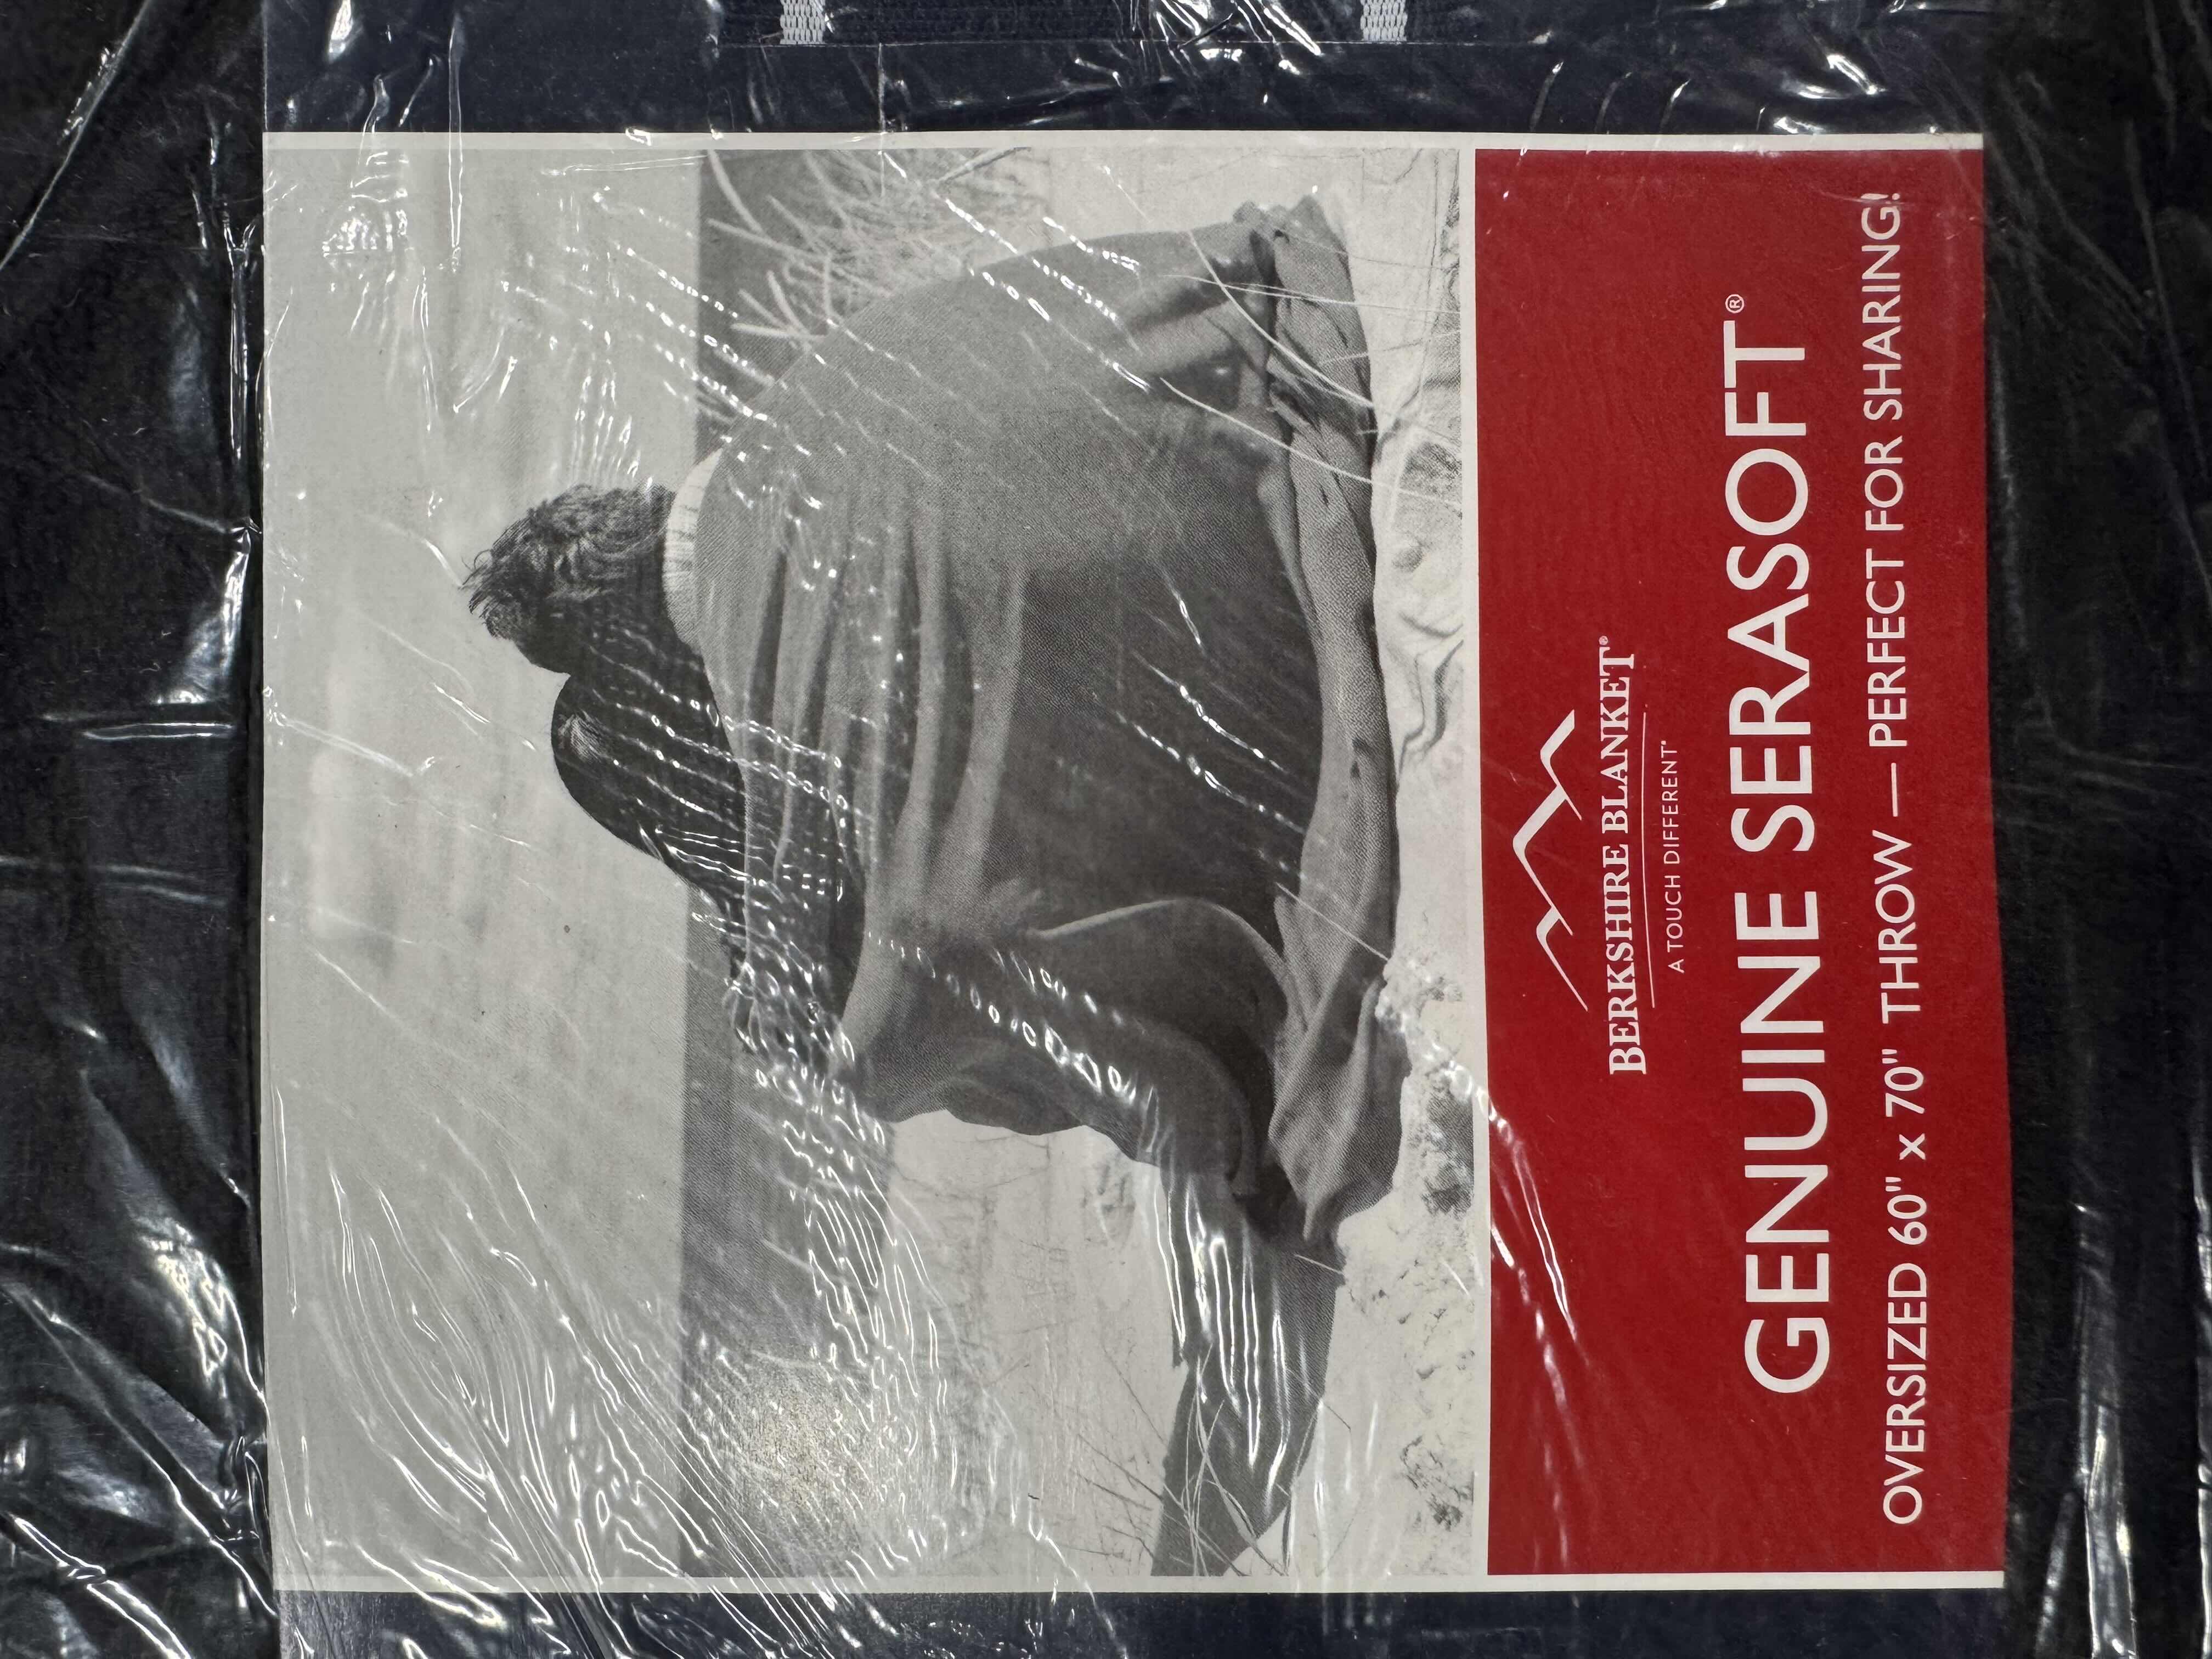 BERKSHIRE BLANKET®
A TOUCH DIFFERENT®
GENUINE SERASOFT®
OVERSIZED 60" x 70" THROW — PERFECT FOR SHARING!